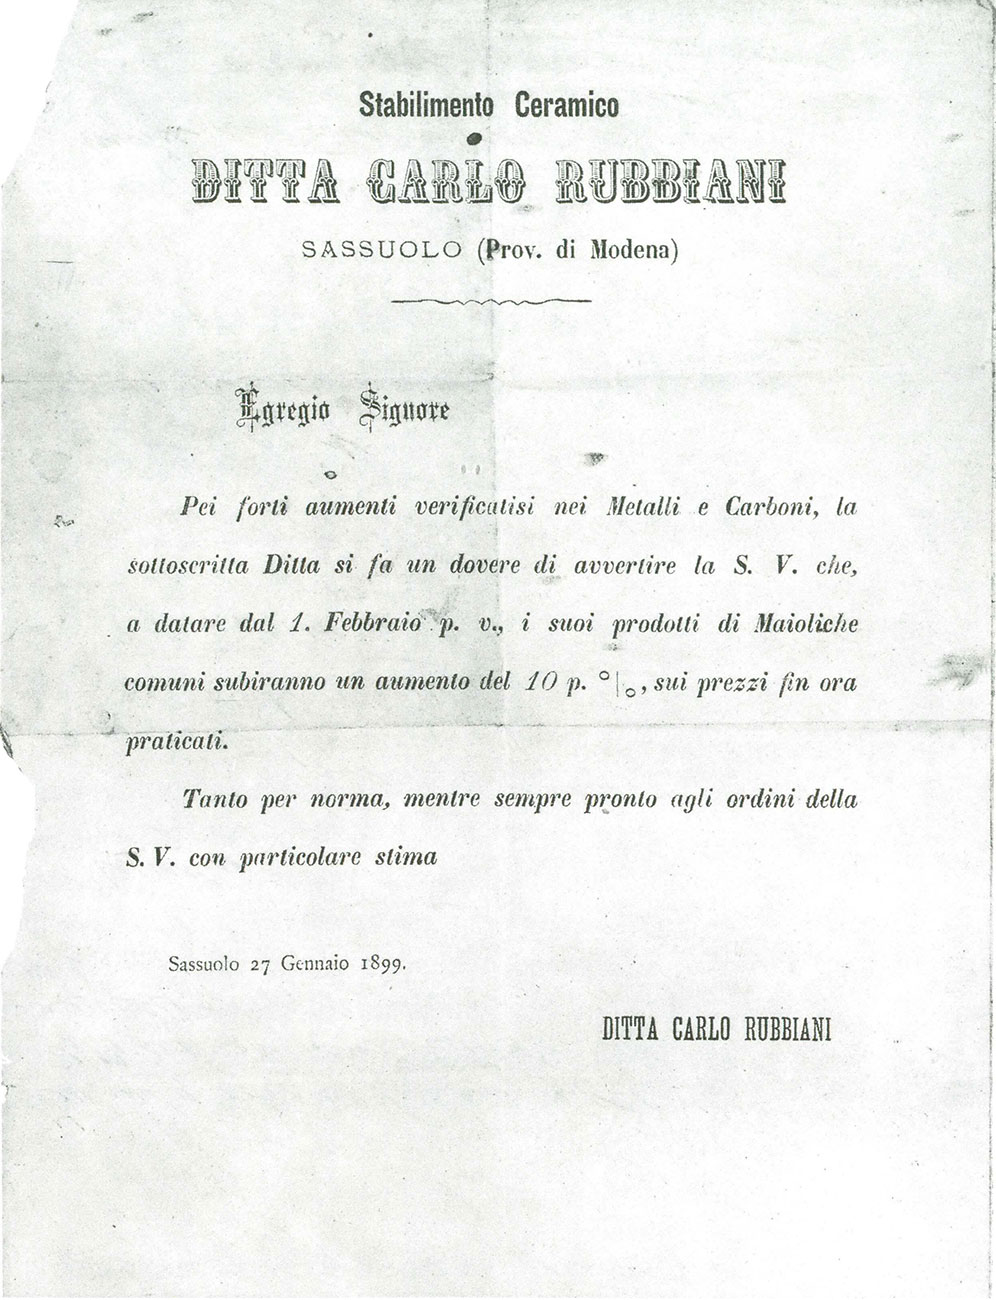 Stabilimento Ceramico
DITTA CARLO RUBBIANI
SASSUOLO (Prov. di Modena)
Egregio Signore
Pei forti aumenti verificatisi nei Metalli e Carboni, la
sottoscritta Ditta si fa un dovere di avvertire la S. V. che,
a datare dal 1. Febbraio p. v., i suoi prodotti di Maioliche
comuni subiranno un aumento del 10 p. °|o, sui prezzi fin ora
praticati.
Tanto per norma, mentre sempre pronto agli ordini della
S. V. con particolare stima
Sassuolo 27 Gennaio 1899.
DITTA CARLO RUBBIANI